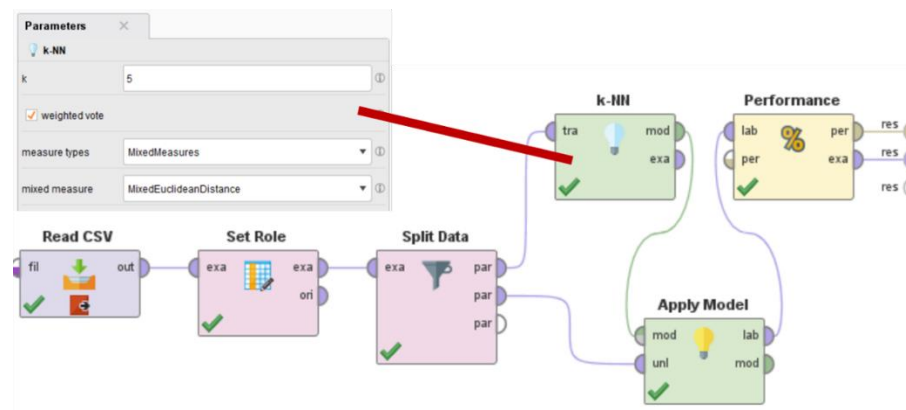 Parameters
k-NN
k
5
weighted vote
measure types
MixedMeasures
mixed measure
MixedEuclideanDistance
k-NN
tra
mod
exa
Performance
lab
%
per
res
per
exa
res
res
Read CSV
fil
out
Set Role
exa
exa
ori
Split Data
exa
par
par
par
Apply Model
mod
lab
unl
mod